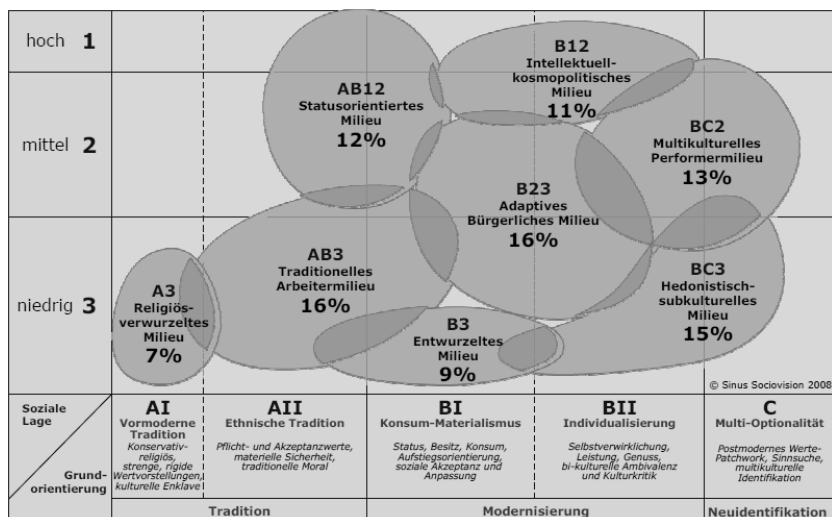 hoch 1
mittel 2
niedrig 3
AB12
Statusorientiertes
Milieu
12%
B12
Intellektuell-
kosmopolitisches
Milieu
11%
BC2
Multikulturelles
Performermilieu
13%
B23
Adaptives
Bürgerliches Milieu
16%
AB3
Traditionelles
Arbeitermilieu
16%
A3
Religiös-
verwurzeltes
Milieu
7%
B3
Entwurzeltes
Milieu
9%
BC3
Hedonistisch-
subkulturelles
Milieu
15%
© Sinus Sociovision 2008
Soziale
Lage
Grund-
orientierung
AI
Vormoderne
Tradition
Konservativ-
religiös,
strenge, rigide
Wertvorstellungen,
kulturelle Enklave
AII
Ethnische Tradition
Pflicht- und Akzeptanzwerte,
materielle Sicherheit,
traditionelle Moral
BI
Konsum-Materialismus
Status, Besitz, Konsum,
Aufstiegsorientierung,
soziale Akzeptanz und
Anpassung
BII
Individualisierung
Selbstverwirklichung,
Leistung, Genuss,
bi-kulturelle Ambivalenz
und Kulturkritik
C
Multi-Optionalität
Postmodernes Werte-
Patchwork, Sinnsuche,
multikulturelle
Identifikation
Tradition
Modernisierung
Neuidentifikation